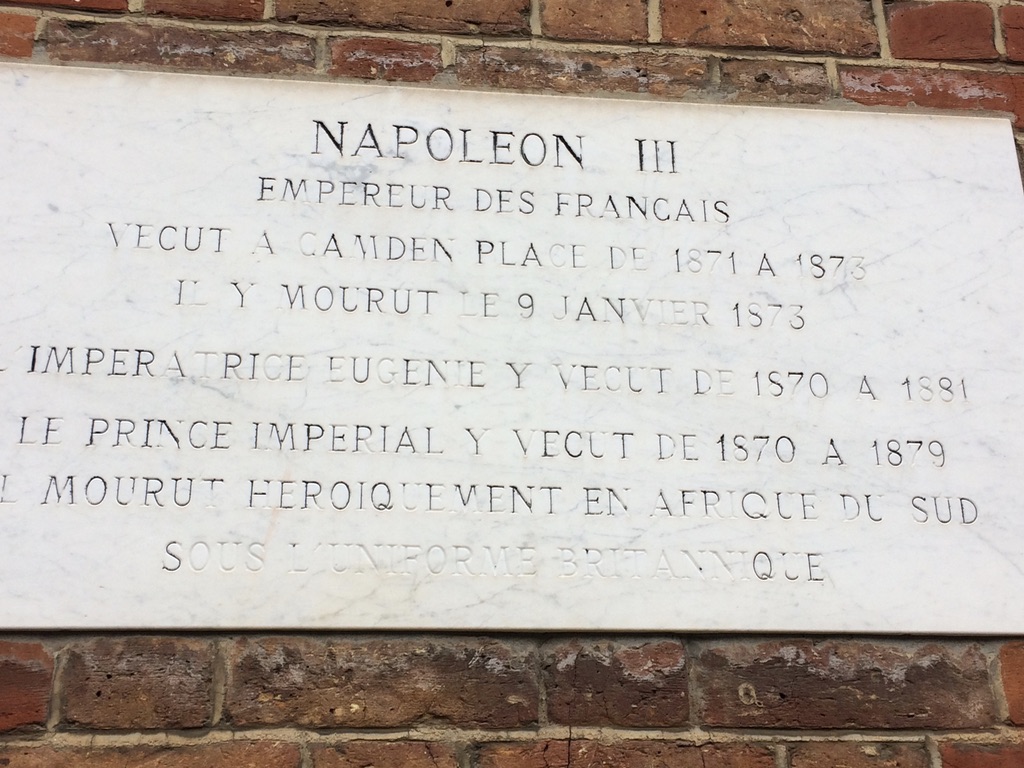 NAPOLEON III
EMPEREUR DES FRANCAIS
VECUT A CAMDEN PLACE DE 1871 A 1873
IL Y MOURUT LE 9 JANVIER 1873
L'IMPERATRICE EUGENIE Y VECUT DE 1870 A 1881
LE PRINCE IMPERIAL Y VECUT DE 1870 A 1879
IL MOURUT HEROIQUEMENT EN AFRIQUE DU SUD
SOUS L'UNIFORME BRITANNIQUE